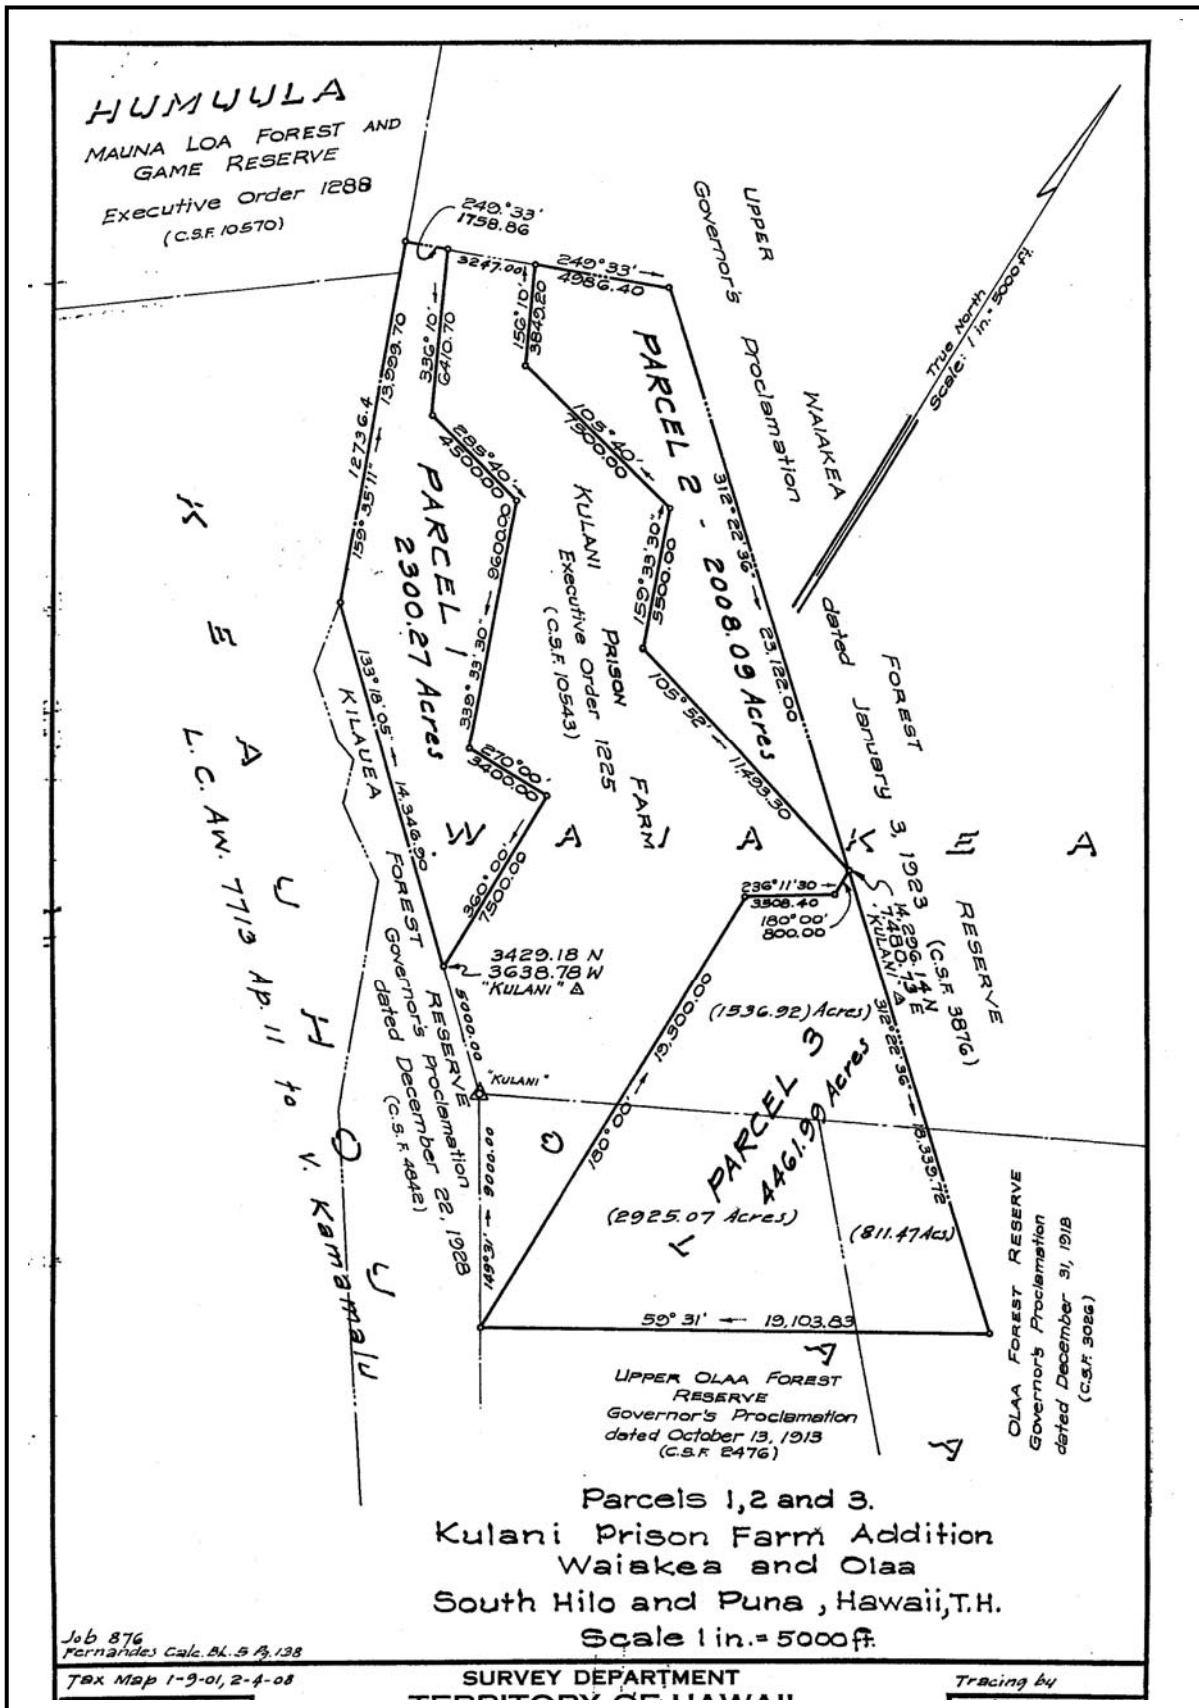 HUMUULA
MAUNA LOA FOREST AND
GAME RESERVE
Executive Order 1288
(C.S.F. 10570)
249.°33'
1758.86
3247.00
249°33'
4986.40
UPPER
Governor's Proclamation
WAIAKEA
dated January 3, 1923
FOREST
RESERVE
(C.S.F. 3876)
True North
Scale: 1 in. = 5000 ft.
159°35'11" 12736.4
13,999.70
336°10'
6410.70
156°10'
3849.20
285°40'
4500.00
105°40'
7500.00
PARCEL 1
2300.27 Acres
PARCEL 2 - 2008.09 Acres
312°22'36" 23,122.00
339°33'30" 9600.00
159°33'30"
5500.00
KULANI PRISON FARM
Executive Order 1225
(C.S.F. 10543)
105°52' 11,493.30
270°00'
3400.00
360°00'
7500.00
133°18'05" 14,346.90
KEAUHOU
L.C. AW. 7713 Ap. 11 to V. Kamamalu
KILAUEA FOREST RESERVE
Governor's Proclamation
dated December 22, 1928
(C.S.F. 4842)
WAIAKEA
236°11'30
3508.40
180°00'
800.00
14,296.14 N
7,480.73 E
"KULANI" △
3429.18 N
3638.78 W
"KULANI" △
5000.00
"KULANI"
9000.00
180°00' 19,300.00
(1536.92) Acres)
PARCEL 3
4461.99 Acres
312°22'36" 18,339.72
(2925.07 Acres)
(811.47 Acs)
OLAA
59°31' 19,103.83
OLAA FOREST RESERVE
Governor's Proclamation
dated December 31, 1918
(C.S.F. 3026)
UPPER OLAA FOREST
RESERVE
Governor's Proclamation
dated October 13, 1913
(C.S.F. 2476)
Parcels 1,2 and 3.
Kulani Prison Farm Addition
Waiakea and Olaa
South Hilo and Puna, Hawaii, T.H.
Scale 1 in. = 5000 ft.
Job 876
Fernandes Calc. Bk. 5 Pg. 138
Tax Map 1-9-01, 2-4-08
SURVEY DEPARTMENT
TERRITORY OF HAWAII
Tracing by